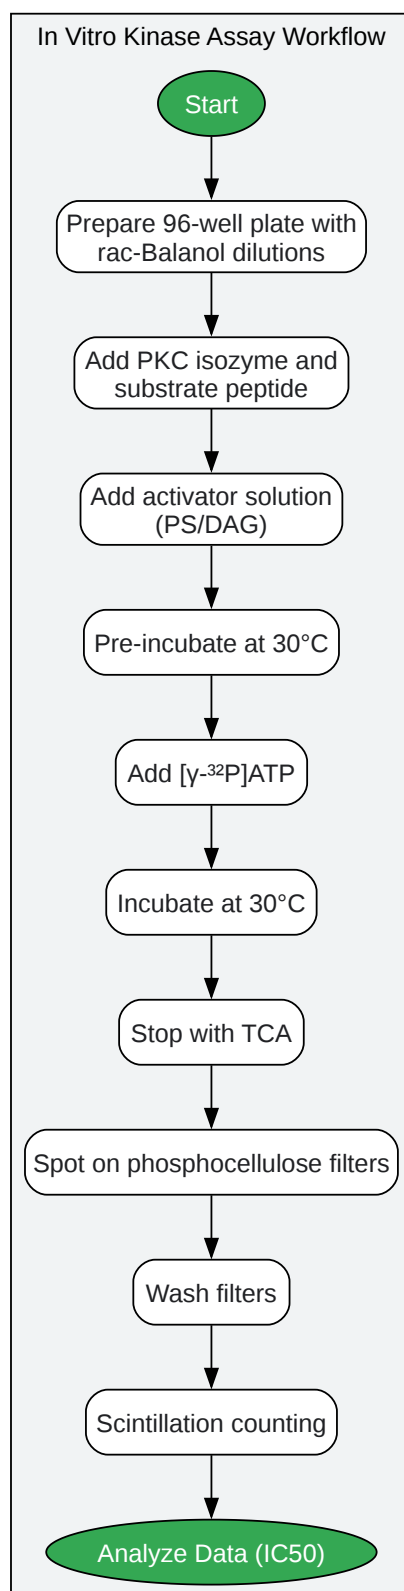 In Vitro Kinase Assay Workflow
Start
Prepare 96-well plate with
rac-Balanol dilutions
Add PKC isozyme and
substrate peptide
Add activator solution
(PS/DAG)
Pre-incubate at 30°C
Add [γ-³²P]ATP
Incubate at 30°C
Stop with TCA
Spot on phosphocellulose filters
Wash filters
Scintillation counting
Analyze Data (IC50)